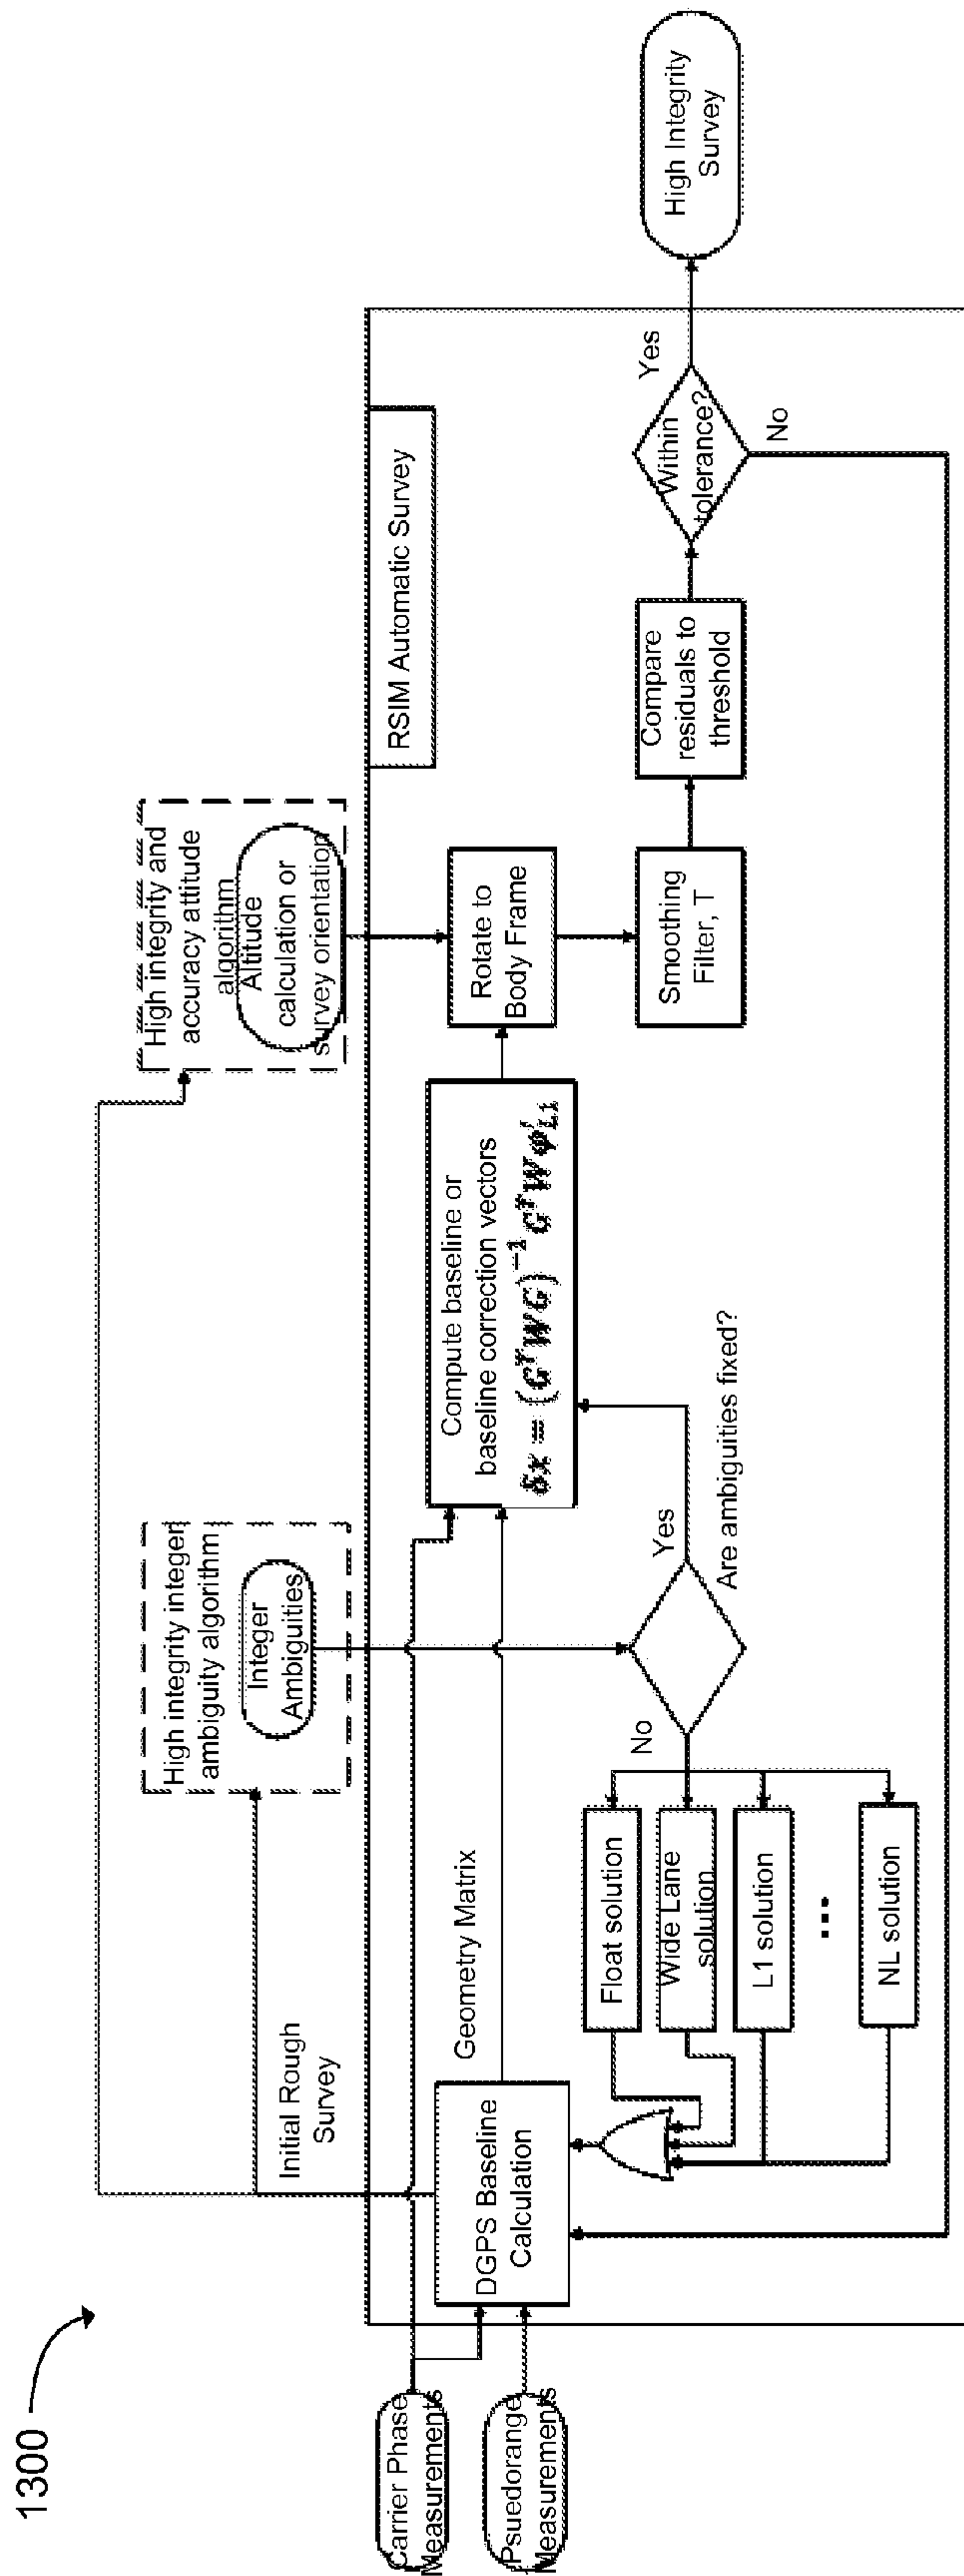 1300
Carrier Phase
Measurements
Psuedorange
Measurements
Initial Rough
Survey
DGPS Baseline
Calculation
Geometry Matrix
High integrity integer
ambiguity algorithm
Integer
Ambiguities
Float solution
Wide Lane
solution
L1 solution
...
NL solution
No
Yes
Are ambiguities fixed?
Compute baseline or
baseline correction vectors
δx = (GᵀWG)⁻¹GᵀWφ′L1
High integrity and
accuracy attitude
algorithm
Altitude
calculation or
survey orientation
RSIM Automatic Survey
Rotate to
Body Frame
Smoothing
Filter, T
Compare
residuals to
threshold
Within
tolerance?
Yes
No
High Integrity
Survey